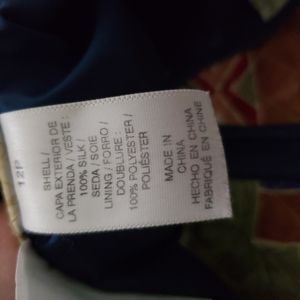 12P
SHELL /
CAPA EXTERIOR DE
LA PRENDA / VESTE :
100% SILK /
SEDA / SOIE
LINING / FORRO /
DOUBLURE :
100% POLYESTER /
POLIÉSTER
MADE IN
CHINA
HECHO EN CHINA
FABRIQUÉ EN CHINE